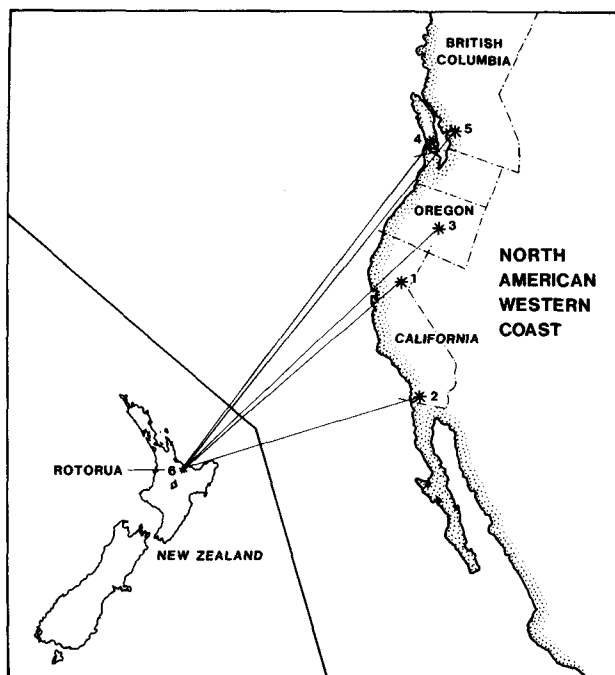 BRITISH
COLUMBIA
5
4
OREGON
3
NORTH
AMERICAN
WESTERN
COAST
1
CALIFORNIA
2
ROTORUA
6
NEW ZEALAND